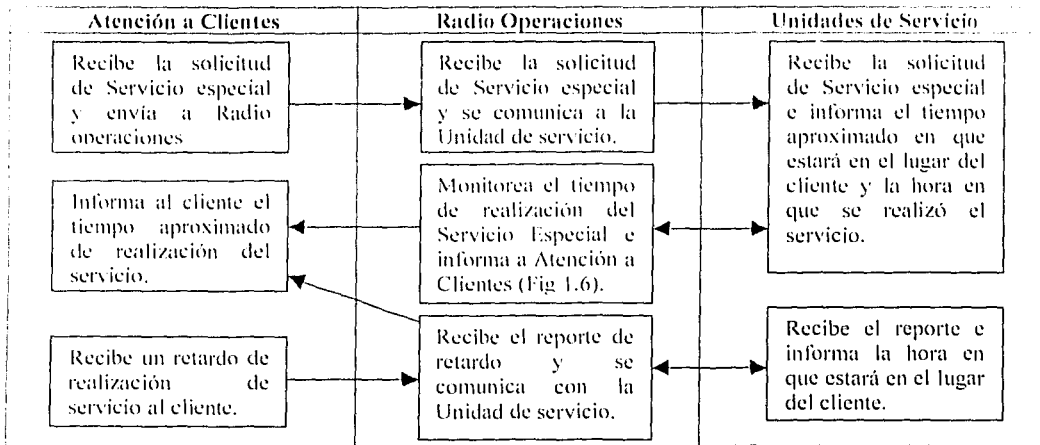 Atención a Clientes
Radio Operaciones
Unidades de Servicio
Recibe la solicitud
de Servicio especial
y envía a Radio
operaciones
Recibe la solicitud
de Servicio especial
y se comunica a la
Unidad de servicio.
Recibe la solicitud
de Servicio especial
e informa el tiempo
aproximado en que
estará en el lugar del
cliente y la hora en
que se realizó el
servicio.
Informa al cliente el
tiempo aproximado
de realización del
servicio.
Monitorea el tiempo
de realización del
Servicio Especial e
informa a Atención a
Clientes (Fig 1.6).
Recibe un retardo de
realización de
servicio al cliente.
Recibe el reporte de
retardo y se
comunica con la
Unidad de servicio.
Recibe el reporte e
informa la hora en
que estará en el lugar
del cliente.